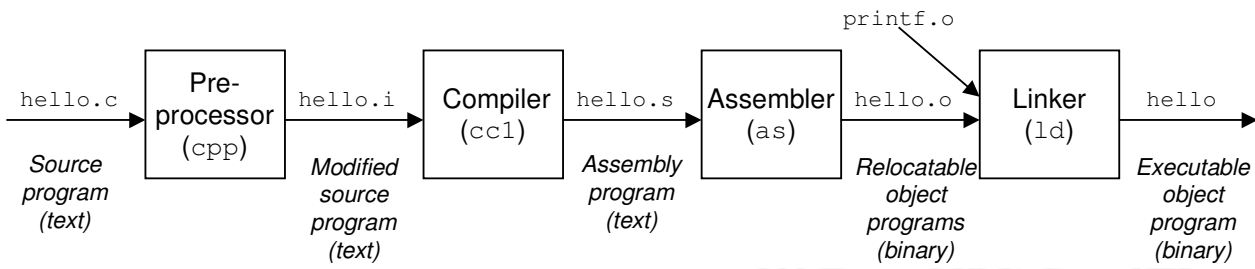 printf.o
hello.c
Pre-
processor
(cpp)
hello.i
Compiler
(cc1)
hello.s
Assembler
(as)
hello.o
Linker
(ld)
hello
Source
program
(text)
Modified
source
program
(text)
Assembly
program
(text)
Relocatable
object
programs
(binary)
Executable
object
program
(binary)